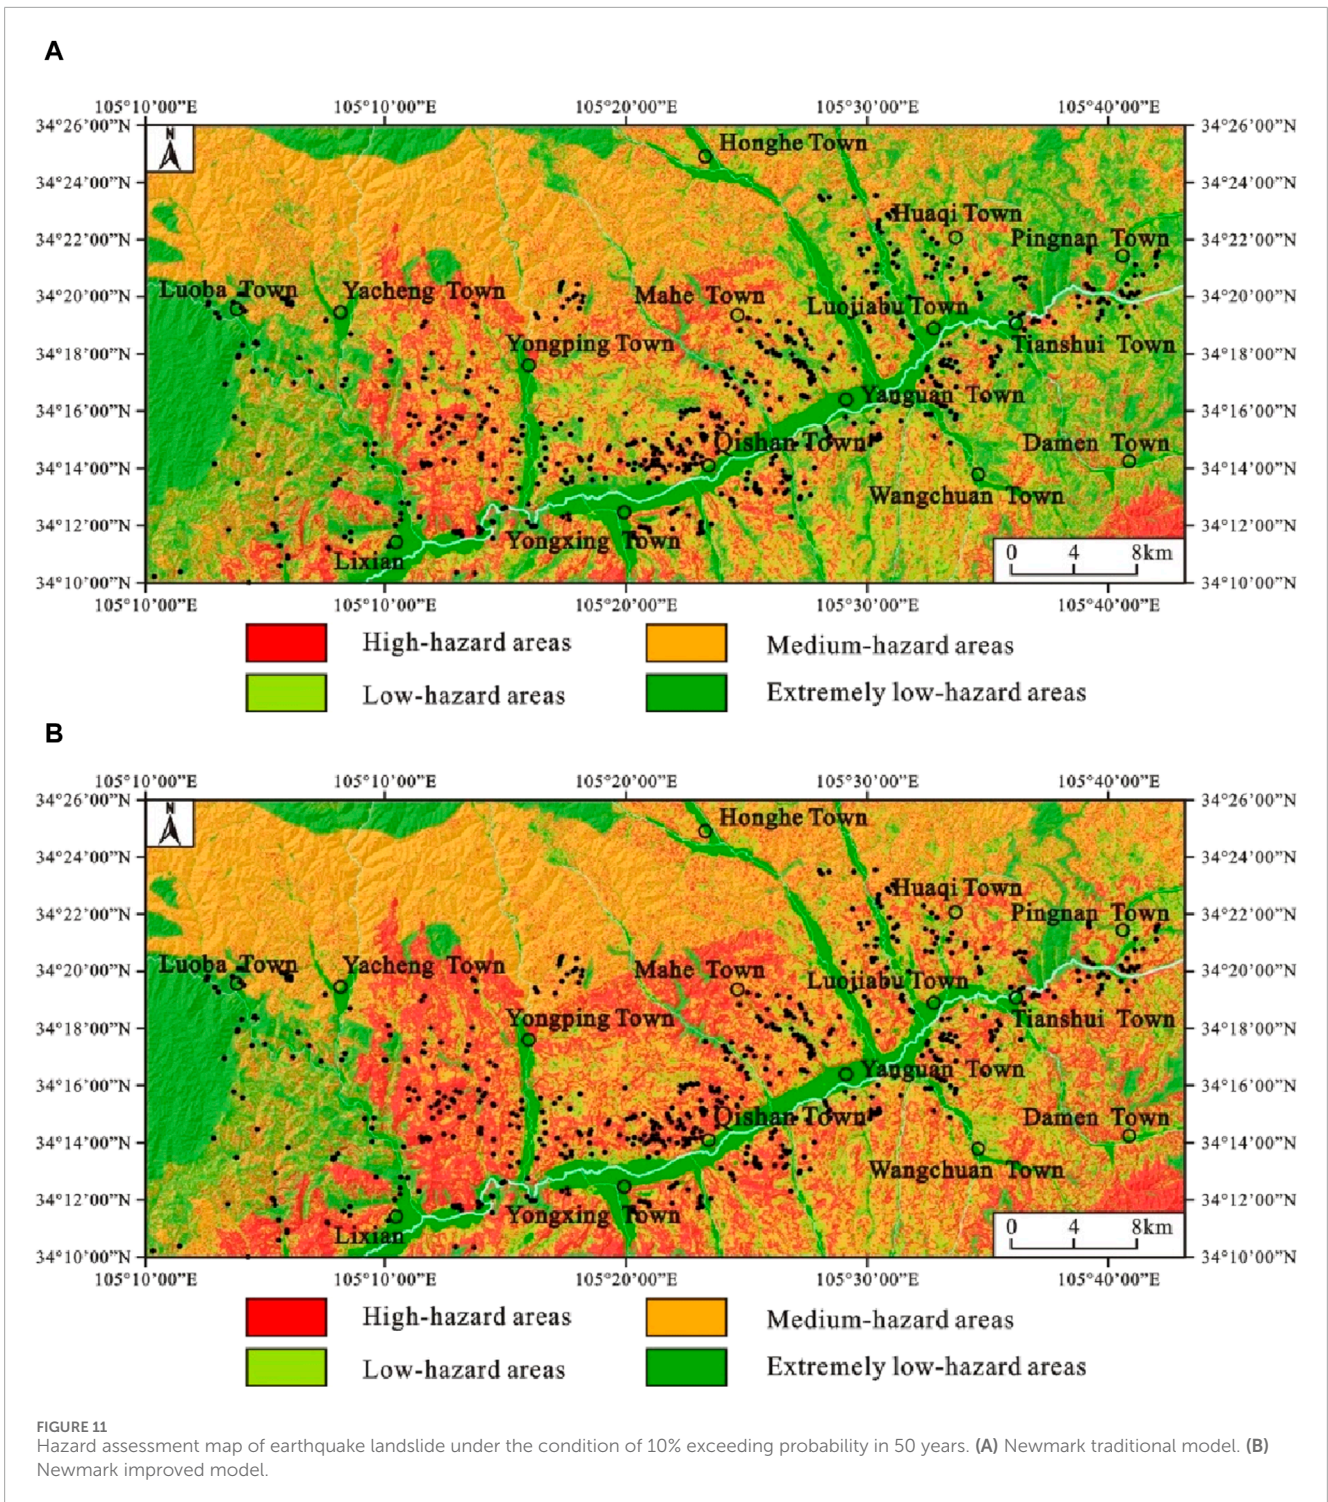 A
105°10’00”E 105°10’00”E 105°20’00”E 105°30’00”E 105°40’00”E
34°26’00”N 34°26’00”N
N
Honghe Town
34°24’00”N 34°24’00”N
Huaqi Town
34°22’00”N Pingnan Town 34°22’00”N
Luoba Town Yacheng Town Mahe Town
34°20’00”N Luojiabu Town 34°20’00”N
Yongping Town Tianshui Town
34°18’00”N 34°18’00”N
Yanguan Town
34°16’00”N 34°16’00”N
Qishan Town Damen Town
34°14’00”N 34°14’00”N
Wangchuan Town
34°12’00”N 34°12’00”N
Yongxing Town
Lixian
0 4 8km
34°10’00”N 34°10’00”N
105°10’00”E 105°10’00”E 105°20’00”E 105°30’00”E 105°40’00”E
High-hazard areas Medium-hazard areas
Low-hazard areas Extremely low-hazard areas
B
105°10’00”E 105°10’00”E 105°20’00”E 105°30’00”E 105°40’00”E
34°26’00”N 34°26’00”N
N
Honghe Town
34°24’00”N 34°24’00”N
Huaqi Town
34°22’00”N Pingnan Town 34°22’00”N
Luoba Town Yacheng Town Mahe Town
34°20’00”N Luojiabu Town 34°20’00”N
Yongping Town Tianshui Town
34°18’00”N 34°18’00”N
Yanguan Town
34°16’00”N 34°16’00”N
Qishan Town Damen Town
34°14’00”N 34°14’00”N
Wangchuan Town
34°12’00”N 34°12’00”N
Yongxing Town
Lixian
0 4 8km
34°10’00”N 34°10’00”N
105°10’00”E 105°10’00”E 105°20’00”E 105°30’00”E 105°40’00”E
High-hazard areas Medium-hazard areas
Low-hazard areas Extremely low-hazard areas
FIGURE 11
Hazard assessment map of earthquake landslide under the condition of 10% exceeding probability in 50 years. (A) Newmark traditional model. (B)
Newmark improved model.